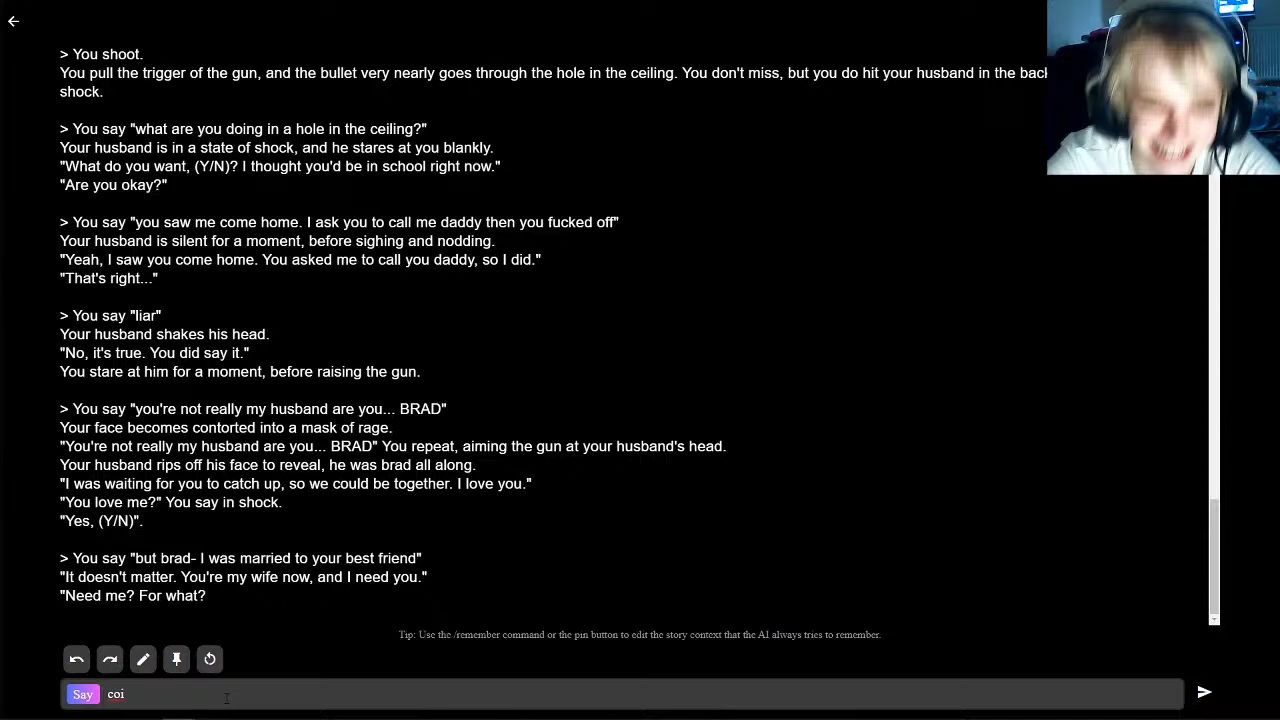 > You shoot.
You pull the trigger of the gun, and the bullet very nearly goes through the hole in the ceiling. You don't miss, but you do hit your husband in the back
shock.
> You say "what are you doing in a hole in the ceiling?"
Your husband is in a state of shock, and he stares at you blankly.
"What do you want, (Y/N)? I thought you'd be in school right now."
"Are you okay?"
> You say "you saw me come home. I ask you to call me daddy then you fucked off"
Your husband is silent for a moment, before sighing and nodding.
"Yeah, I saw you come home. You asked me to call you daddy, so I did."
"That's right..."
> You say "liar"
Your husband shakes his head.
"No, it's true. You did say it."
You stare at him for a moment, before raising the gun.
> You say "you're not really my husband are you... BRAD"
Your face becomes contorted into a mask of rage.
"You're not really my husband are you... BRAD" You repeat, aiming the gun at your husband's head.
Your husband rips off his face to reveal, he was brad all along.
"I was waiting for you to catch up, so we could be together. I love you."
"You love me?" You say in shock.
"Yes, (Y/N)".
> You say "but brad- I was married to your best friend"
"It doesn't matter. You're my wife now, and I need you."
"Need me? For what?
Tip: Use the /remember command or the pin button to edit the story context that the AI always tries to remember.
Say coi